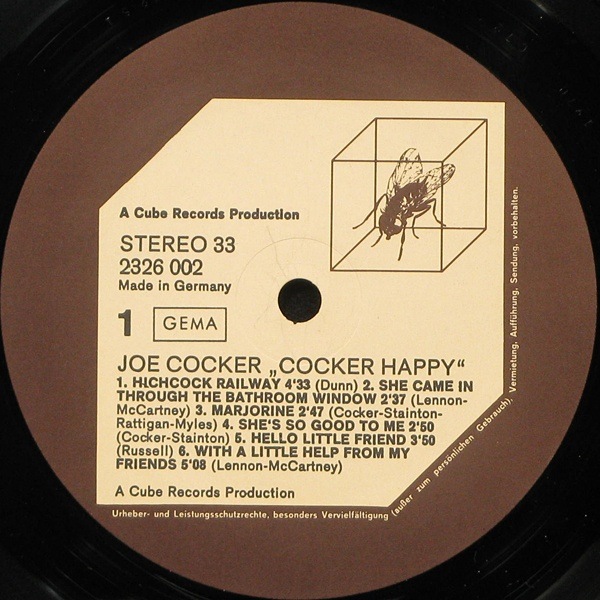 A Cube Records Production
STEREO 33
2326 002
Made in Germany
1 GEMA
JOE COCKER „COCKER HAPPY“
1. HICHCOCK RAILWAY 4'33 (Dunn) 2. SHE CAME IN
THROUGH THE BATHROOM WINDOW 2'37 (Lennon-
McCartney) 3. MARJORINE 2'47 (Cocker-Stainton-
Rattigan-Myles) 4. SHE'S SO GOOD TO ME 2'50
(Cocker-Stainton) 5. HELLO LITTLE FRIEND 3'50
(Russell) 6. WITH A LITTLE HELP FROM MY
FRIENDS 5'08 (Lennon-McCartney)
A Cube Records Production
Urheber- und Leistungsschutzrechte, besonders Vervielfältigung (außer zum persönlichen Gebrauch), Vermietung, Aufführung, Sendung, vorbehalten.